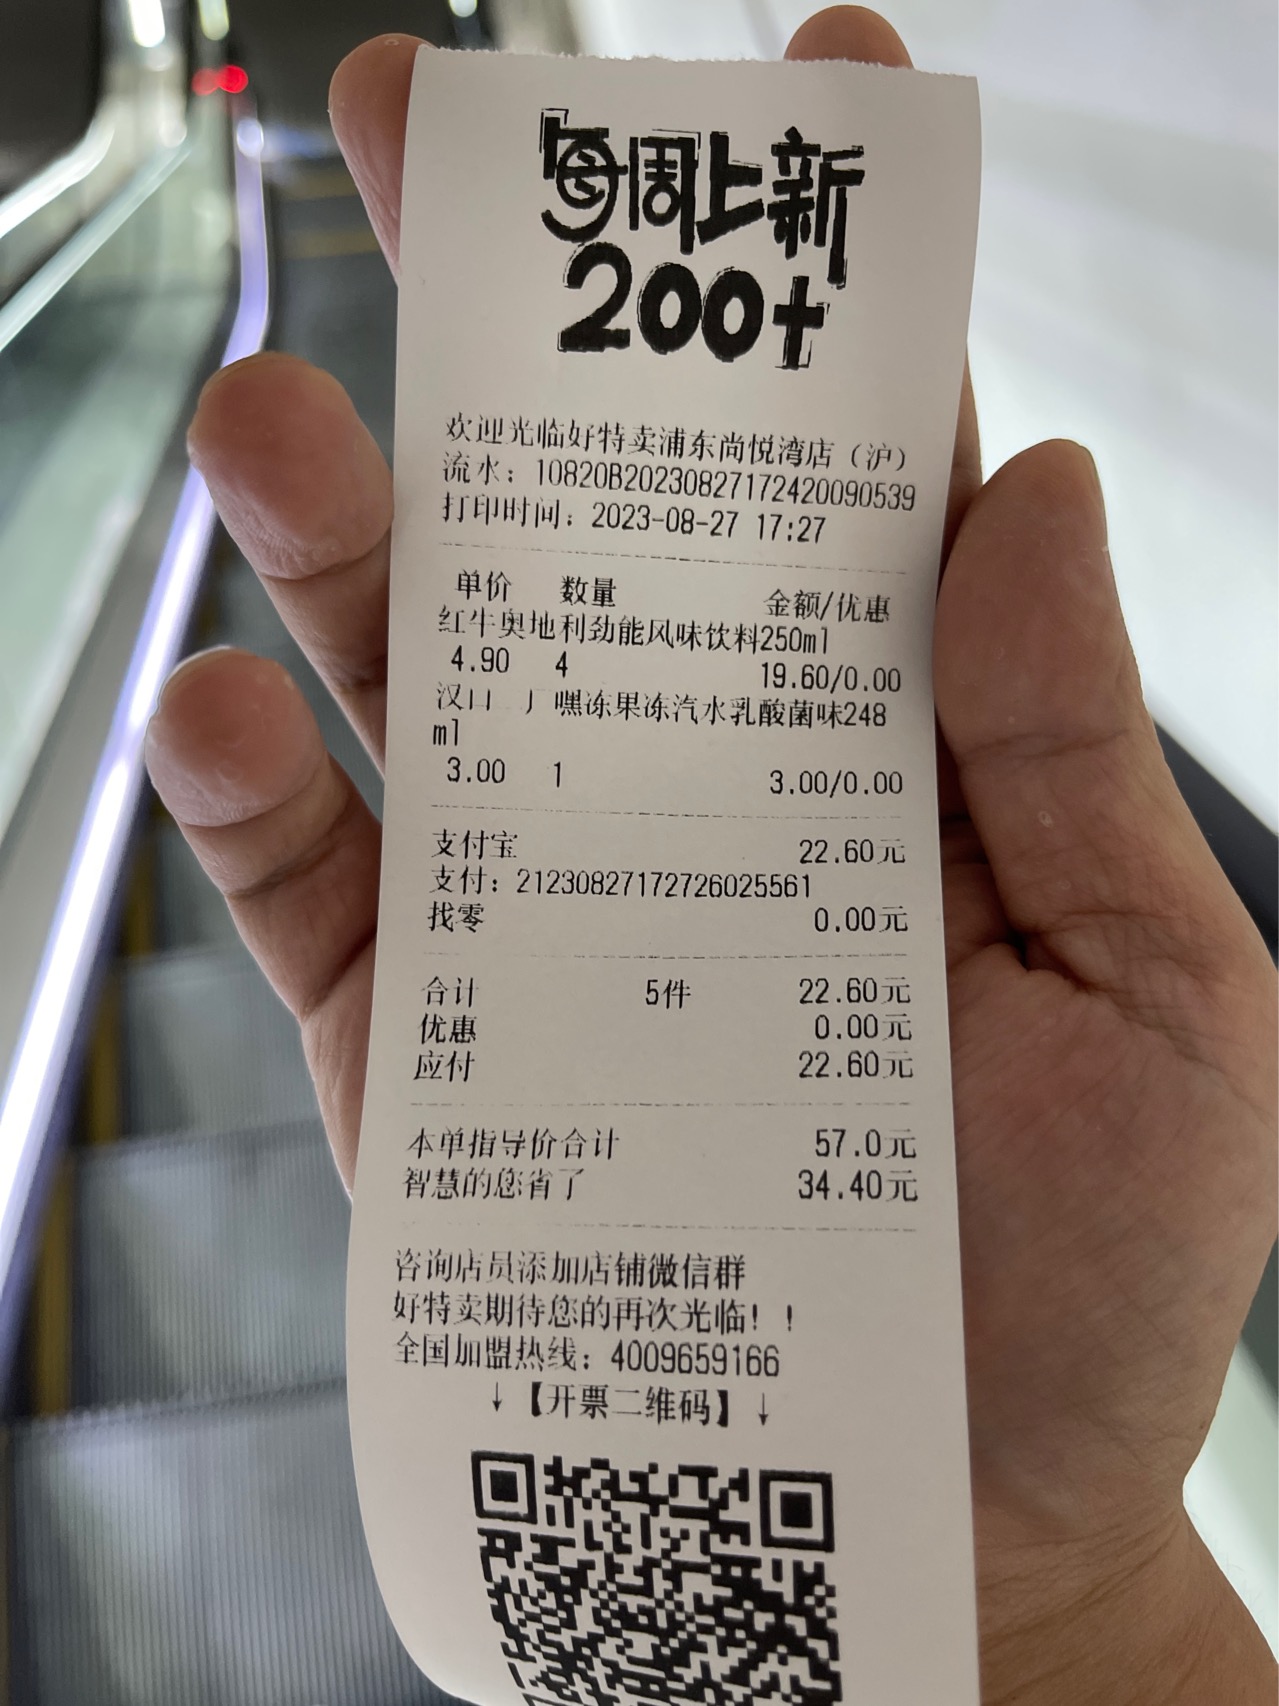 每周上新
200+
欢迎光临好特卖浦东尚悦湾店（沪）
流水：10820B20230827172420090539
打印时间：2023-08-27 17:27
单价 数量 金额/优惠
红牛奥地利劲能风味饮料250ml
4.90 4 19.60/0.00
汉口 厂嘿冻果冻汽水乳酸菌味248
ml
3.00 1 3.00/0.00
支付宝 22.60元
支付：21230827172726025561
找零 0.00元
合计 5件 22.60元
优惠 0.00元
应付 22.60元
本单指导价合计 57.0元
智慧的您省了 34.40元
咨询店员添加店铺微信群
好特卖期待您的再次光临！！
全国加盟热线：4009659166
↓【开票二维码】↓